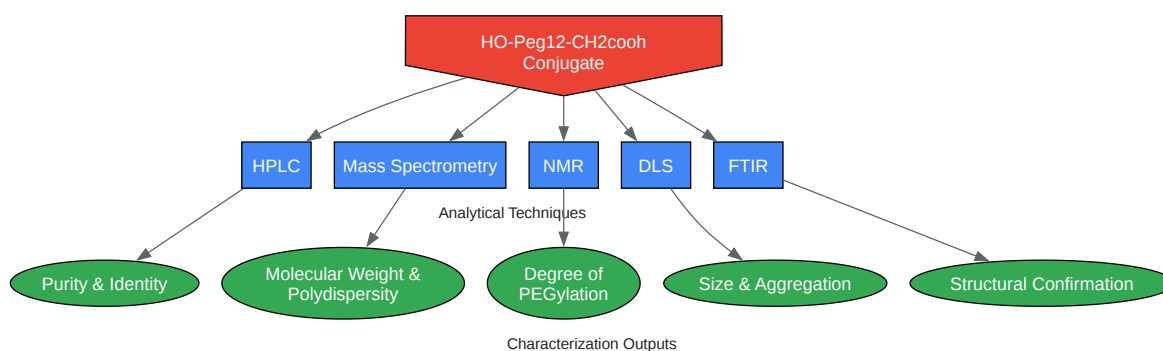 HO-Peg12-CH2cooh
Conjugate
HPLC
Mass Spectrometry
NMR
DLS
FTIR
Analytical Techniques
Purity & Identity
Molecular Weight &
Polydispersity
Degree of
PEGylation
Size & Aggregation
Structural Confirmation
Characterization Outputs